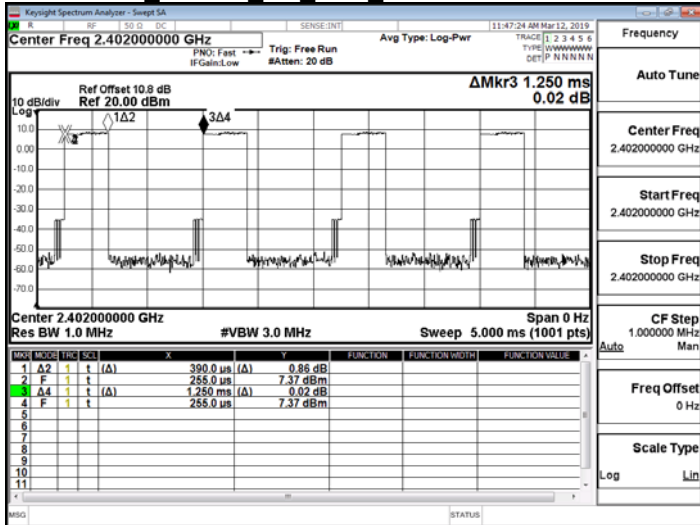 Keysight Spectrum Analyzer - Swept SA
R RF 50 Ω DC SENSE:INT 11:47:24 AM Mar 12, 2019
Center Freq 2.402000000 GHz
Avg Type: Log-Pwr
TRACE 1 2 3 4 5 6
TYPE WWWWWW
DET P N N N N N
PNO: Fast
IFGain:Low
Trig: Free Run
#Atten: 20 dB
ΔMkr3 1.250 ms
0.02 dB
Ref Offset 10.8 dB
10 dB/div Ref 20.00 dBm
Log
1Δ2
3Δ4
10.0
0.00
-10.0
-20.0
-30.0
-40.0
-50.0
-60.0
-70.0
Center 2.402000000 GHz Span 0 Hz
Res BW 1.0 MHz #VBW 3.0 MHz Sweep 5.000 ms (1001 pts)
MKR MODE TRC SCL X Y FUNCTION FUNCTION WIDTH FUNCTION VALUE
1 Δ2 1 t (Δ) 390.0 µs (Δ) 0.86 dB
2 F 1 t 255.0 µs 7.37 dBm
3 Δ4 1 t (Δ) 1.250 ms (Δ) 0.02 dB
4 F 1 t 255.0 µs 7.37 dBm
5
6
7
8
9
10
11
MSG STATUS
Frequency
Auto Tune
Center Freq
2.402000000 GHz
Start Freq
2.402000000 GHz
Stop Freq
2.402000000 GHz
CF Step
1.000000 MHz
Auto Man
Freq Offset
0 Hz
Scale Type
Log Lin